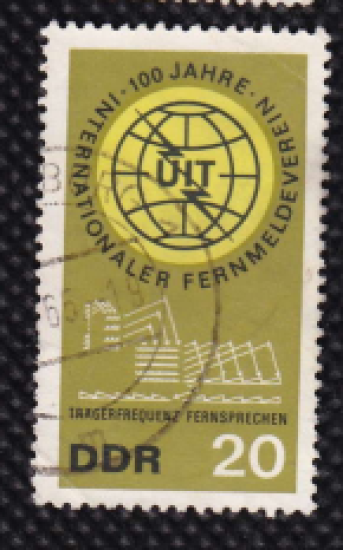 · 100 JAHRE · INTERNATIONALER FERNMELDEVEREIN
UIT
TRÄGERFREQUENZ FERNSPRECHEN
DDR 20